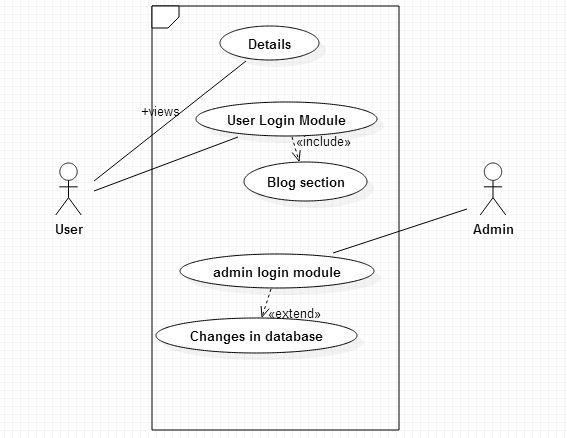 Details
+views
User Login Module
«include»
Blog section
User
Admin
admin login module
«extend»
Changes in database